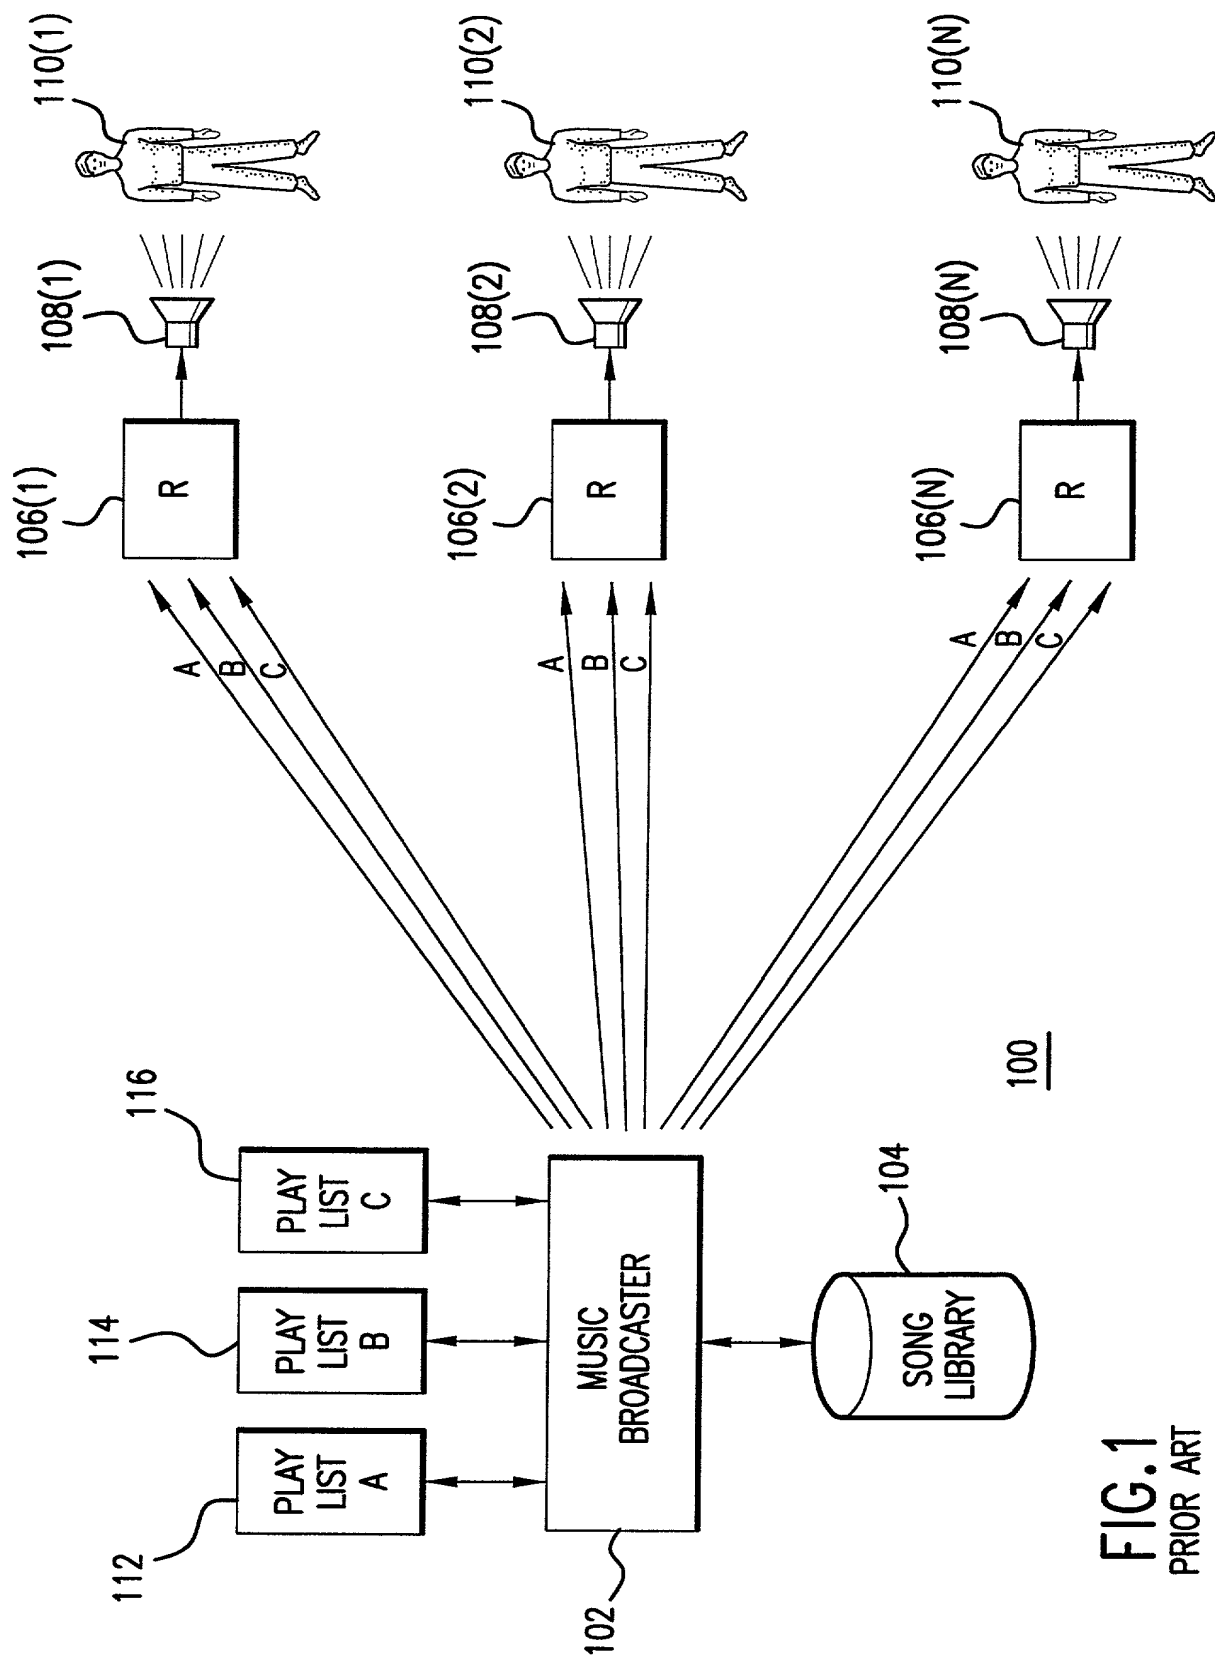 112
PLAY
LIST
A
114
PLAY
LIST
B
116
PLAY
LIST
C
102
MUSIC
BROADCASTER
SONG
LIBRARY
104
100
A
B
C
A
B
C
A
B
C
106(1)
R
108(1)
110(1)
106(2)
R
108(2)
110(2)
106(N)
R
108(N)
110(N)
FIG.1
PRIOR ART